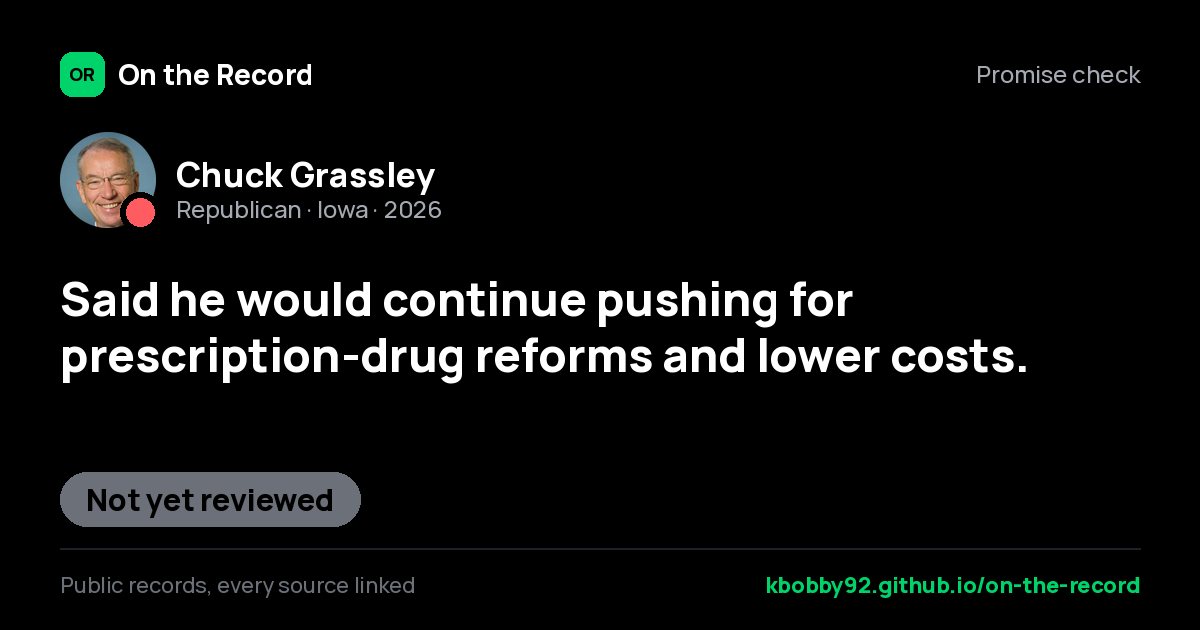 OR On the Record
Promise check
Chuck Grassley
Republican · Iowa · 2026
Said he would continue pushing for
prescription-drug reforms and lower costs.
Not yet reviewed
Public records, every source linked
kbobby92.github.io/on-the-record